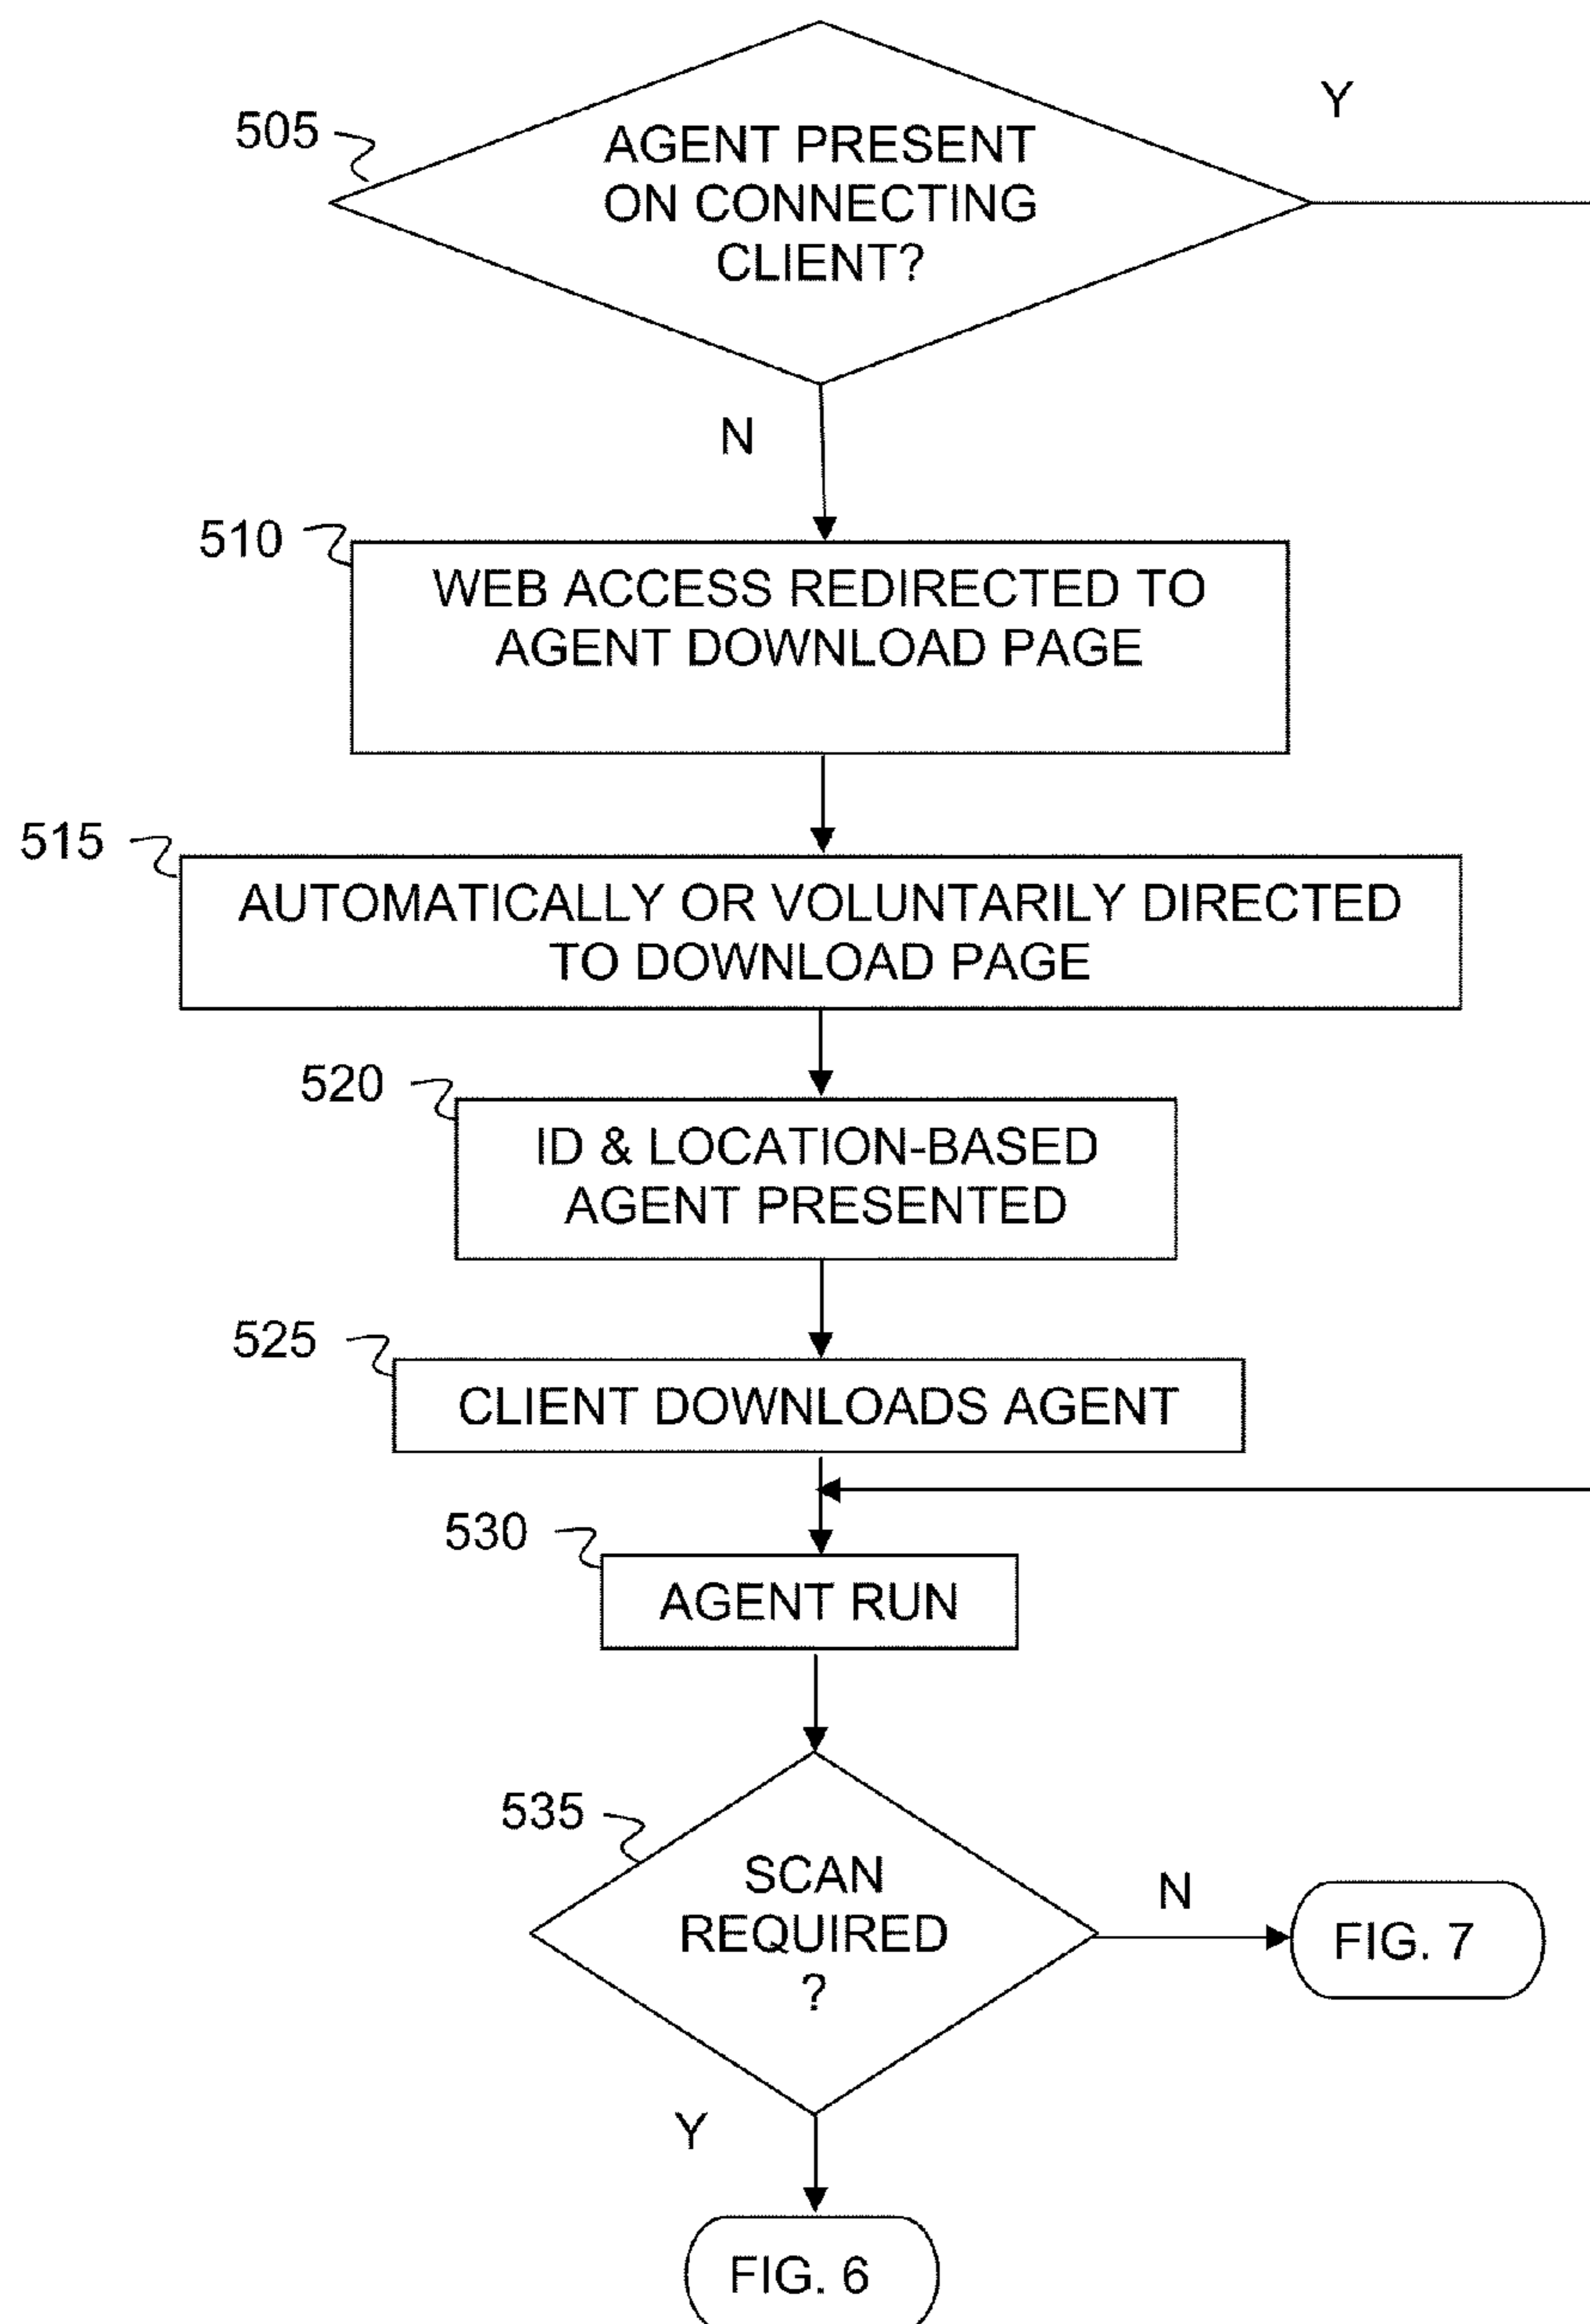 505
AGENT PRESENT
ON CONNECTING
CLIENT?
Y
N
510
WEB ACCESS REDIRECTED TO
AGENT DOWNLOAD PAGE
515
AUTOMATICALLY OR VOLUNTARILY DIRECTED
TO DOWNLOAD PAGE
520
ID & LOCATION-BASED
AGENT PRESENTED
525
CLIENT DOWNLOADS AGENT
530
AGENT RUN
535
SCAN
REQUIRED
?
N
FIG. 7
Y
FIG. 6